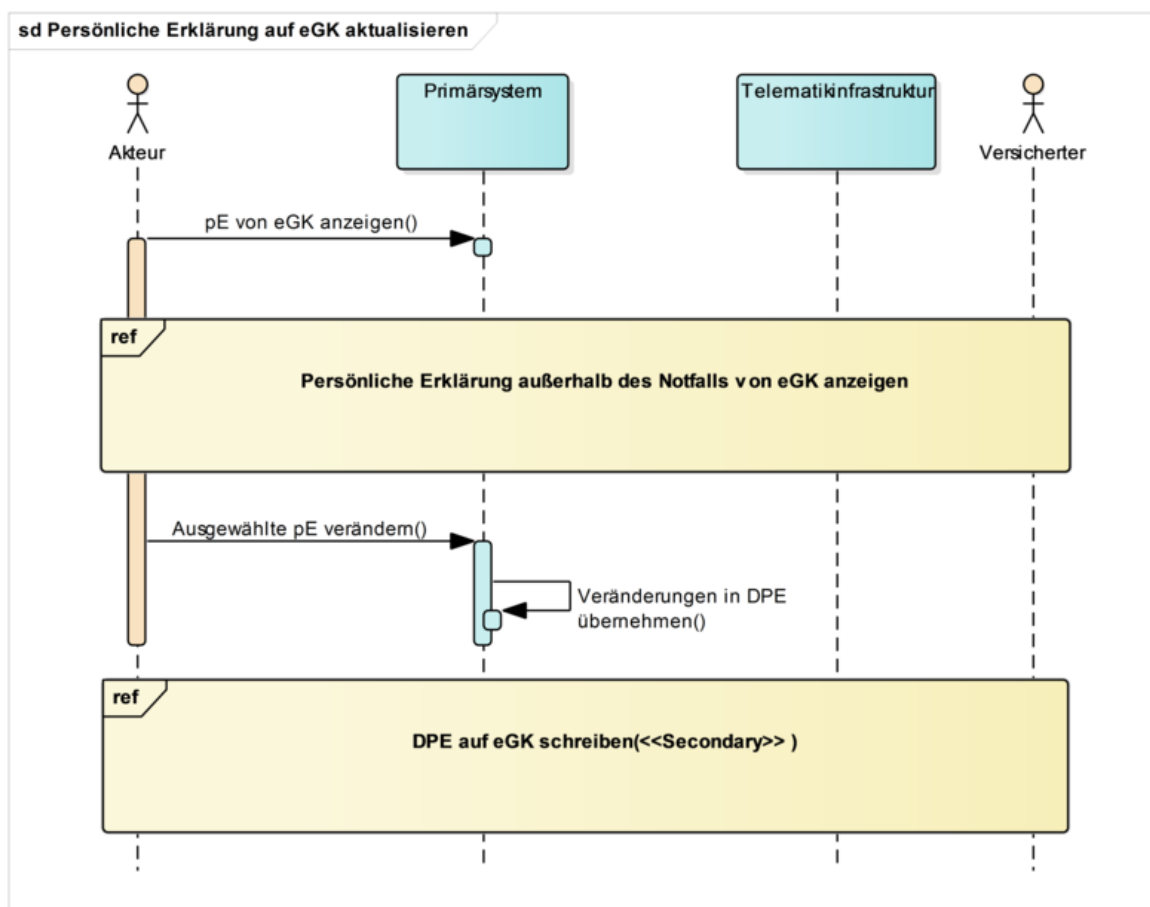 sd Persönliche Erklärung auf eGK aktualisieren
Akteur
Primärsystem
Telematikinfrastruktur
Versicherter
pE von eGK anzeigen()
ref
Persönliche Erklärung außerhalb des Notfalls von eGK anzeigen
Ausgewählte pE verändern()
Veränderungen in DPE
übernehmen()
ref
DPE auf eGK schreiben(<<Secondary>> )